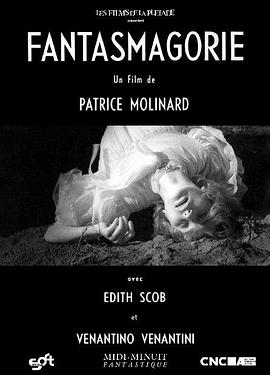 LES FILMS DE LA PLEIADE
présentent
FANTASMAGORIE
Un Film de
PATRICE MOLINARD
avec
EDITH SCOB
et
VENANTINO VENANTINI
MIDI-MINUIT
FANTASTIQUE
CNC